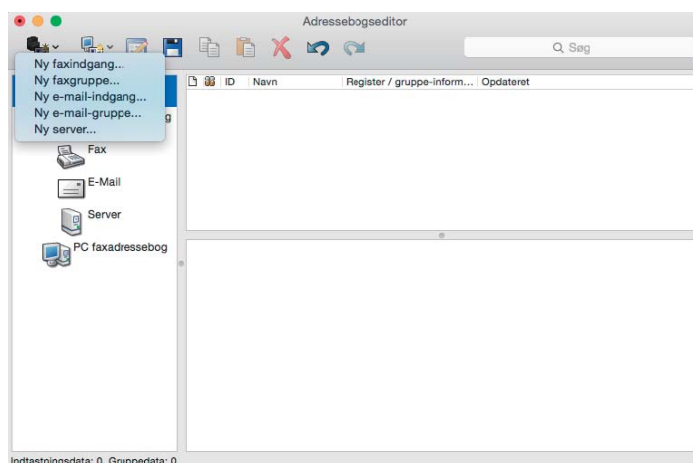 Adressebogseditor
Søg
Ny faxindgang...
Ny faxgruppe...
Ny e-mail-indgang...
Ny e-mail-gruppe...
Ny server...
g
ID Navn Register / gruppe-inform... Opdateret
Fax
E-Mail
Server
PC faxadressebog
Indtastningsdata: 0, Gruppedata: 0